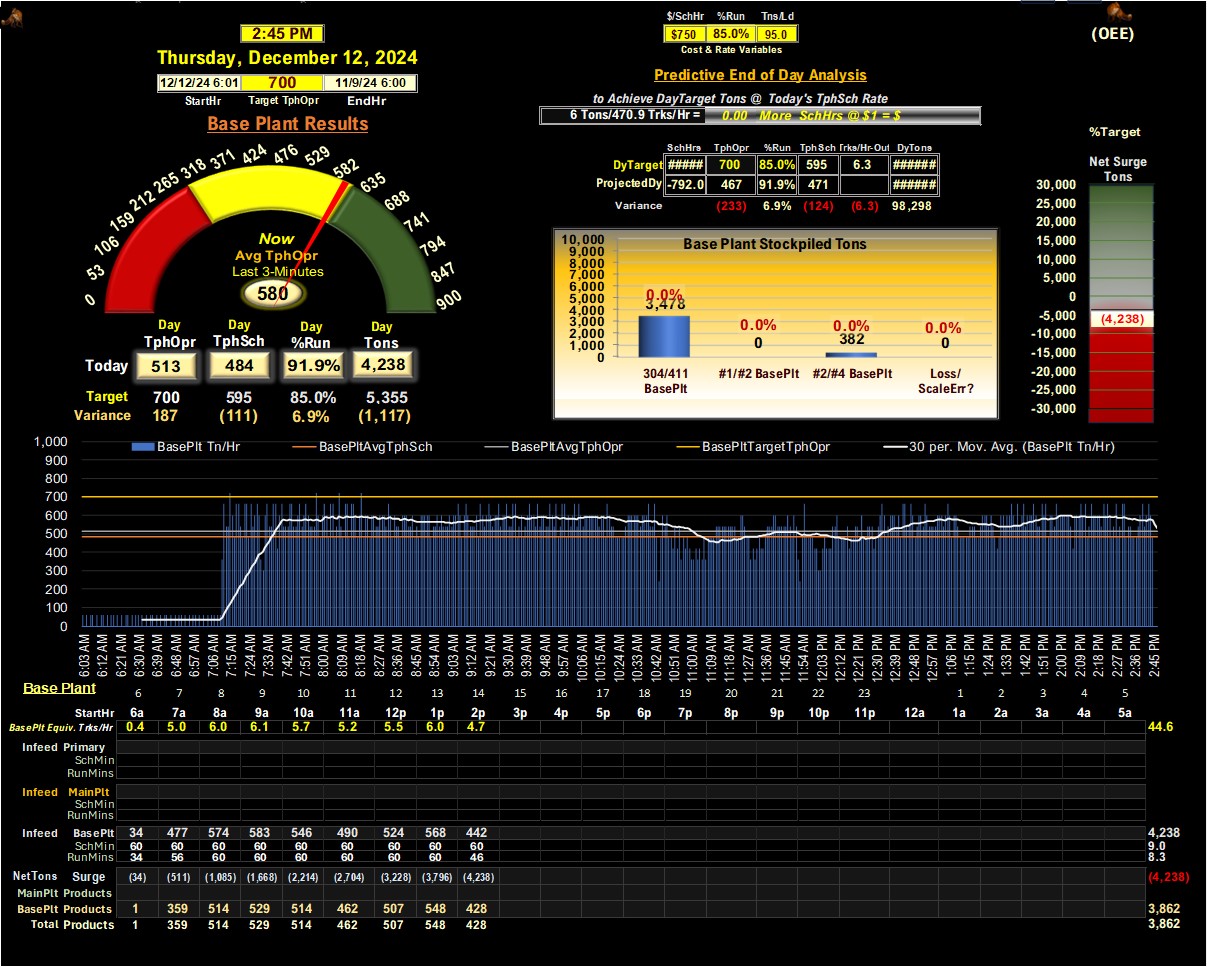 $/SchHr %Run Tns/Ld
2:45 PM
$750 85.0% 95.0
(OEE)
Cost & Rate Variables
Thursday, December 12, 2024
Predictive End of Day Analysis
12/12/24 6:01 700 11/9/24 6:00
StartHr Target TphOpr EndHr
to Achieve DayTarget Tons @ Today's TphSch Rate
6 Tons/470.9 Trks/Hr = 0.00 More SchHrs @ $1 = $
Base Plant Results
%Target
SchHrs TphOpr %Run TphSch Trks/Hr-Out DyTons
DyTarget ##### 700 85.0% 595 6.3 ######
ProjectedDy -792.0 467 91.9% 471 ######
Variance (233) 6.9% (124) (6.3) 98,298
Net Surge
Tons
30,000
25,000
20,000
15,000
10,000
5,000
0
-5,000
(4,238)
-10,000
-15,000
-20,000
-25,000
-30,000
0 53 106 159 212 265 318 371 424 476 529 582 635 688 741 794 847 900
Now
Avg TphOpr
Last 3-Minutes
580
Base Plant Stockpiled Tons
10,000
9,000
8,000
7,000
6,000
5,000
4,000
3,000
2,000
1,000
0
0.0% 0.0% 0.0% 0.0%
3,478 0 382 0
304/411 BasePlt
#1/#2 BasePlt
#2/#4 BasePlt
Loss/ ScaleErr?
Day Day Day Day
TphOpr TphSch %Run Tons
Today 513 484 91.9% 4,238
Target 700 595 85.0% 5,355
Variance 187 (111) 6.9% (1,117)
BasePlt Tn/Hr BasePltAvgTphSch BasePltAvgTphOpr BasePltTargetTphOpr 30 per. Mov. Avg. (BasePlt Tn/Hr)
1,000
900
800
700
600
500
400
300
200
100
0
6:03 AM 6:12 AM 6:21 AM 6:30 AM 6:39 AM 6:48 AM 6:57 AM 7:06 AM 7:15 AM 7:24 AM 7:33 AM 7:42 AM 7:51 AM 8:00 AM 8:09 AM 8:18 AM 8:27 AM 8:36 AM 8:45 AM 8:54 AM 9:03 AM 9:12 AM 9:21 AM 9:30 AM 9:39 AM 9:48 AM 9:57 AM 10:06 AM 10:15 AM 10:24 AM 10:33 AM 10:42 AM 10:51 AM 11:00 AM 11:09 AM 11:18 AM 11:27 AM 11:36 AM 11:45 AM 11:54 AM 12:03 PM 12:12 PM 12:21 PM 12:30 PM 12:39 PM 12:48 PM 12:57 PM 1:06 PM 1:15 PM 1:24 PM 1:33 PM 1:42 PM 1:51 PM 2:00 PM 2:09 PM 2:18 PM 2:27 PM 2:36 PM 2:45 PM
Base Plant 6 7 8 9 10 11 12 13 14 15 16 17 18 19 20 21 22 23 1 2 3 4 5
StartHr 6a 7a 8a 9a 10a 11a 12p 1p 2p 3p 4p 5p 6p 7p 8p 9p 10p 11p 12a 1a 2a 3a 4a 5a
BasePlt Equiv. Trks/Hr 0.4 5.0 6.0 6.1 5.7 5.2 5.5 6.0 4.7 44.6
Infeed Primary
SchMin
RunMins
Infeed MainPlt
SchMin
RunMins
Infeed BasePlt 34 477 574 583 546 490 524 568 442 4,238
SchMin 60 60 60 60 60 60 60 60 60 9.0
RunMins 34 56 60 60 60 60 60 60 46 8.3
NetTons Surge (34) (511) (1,085) (1,668) (2,214) (2,704) (3,228) (3,796) (4,238) (4,238)
MainPlt Products
BasePlt Products 1 359 514 529 514 462 507 548 428 3,862
Total Products 1 359 514 529 514 462 507 548 428 3,862